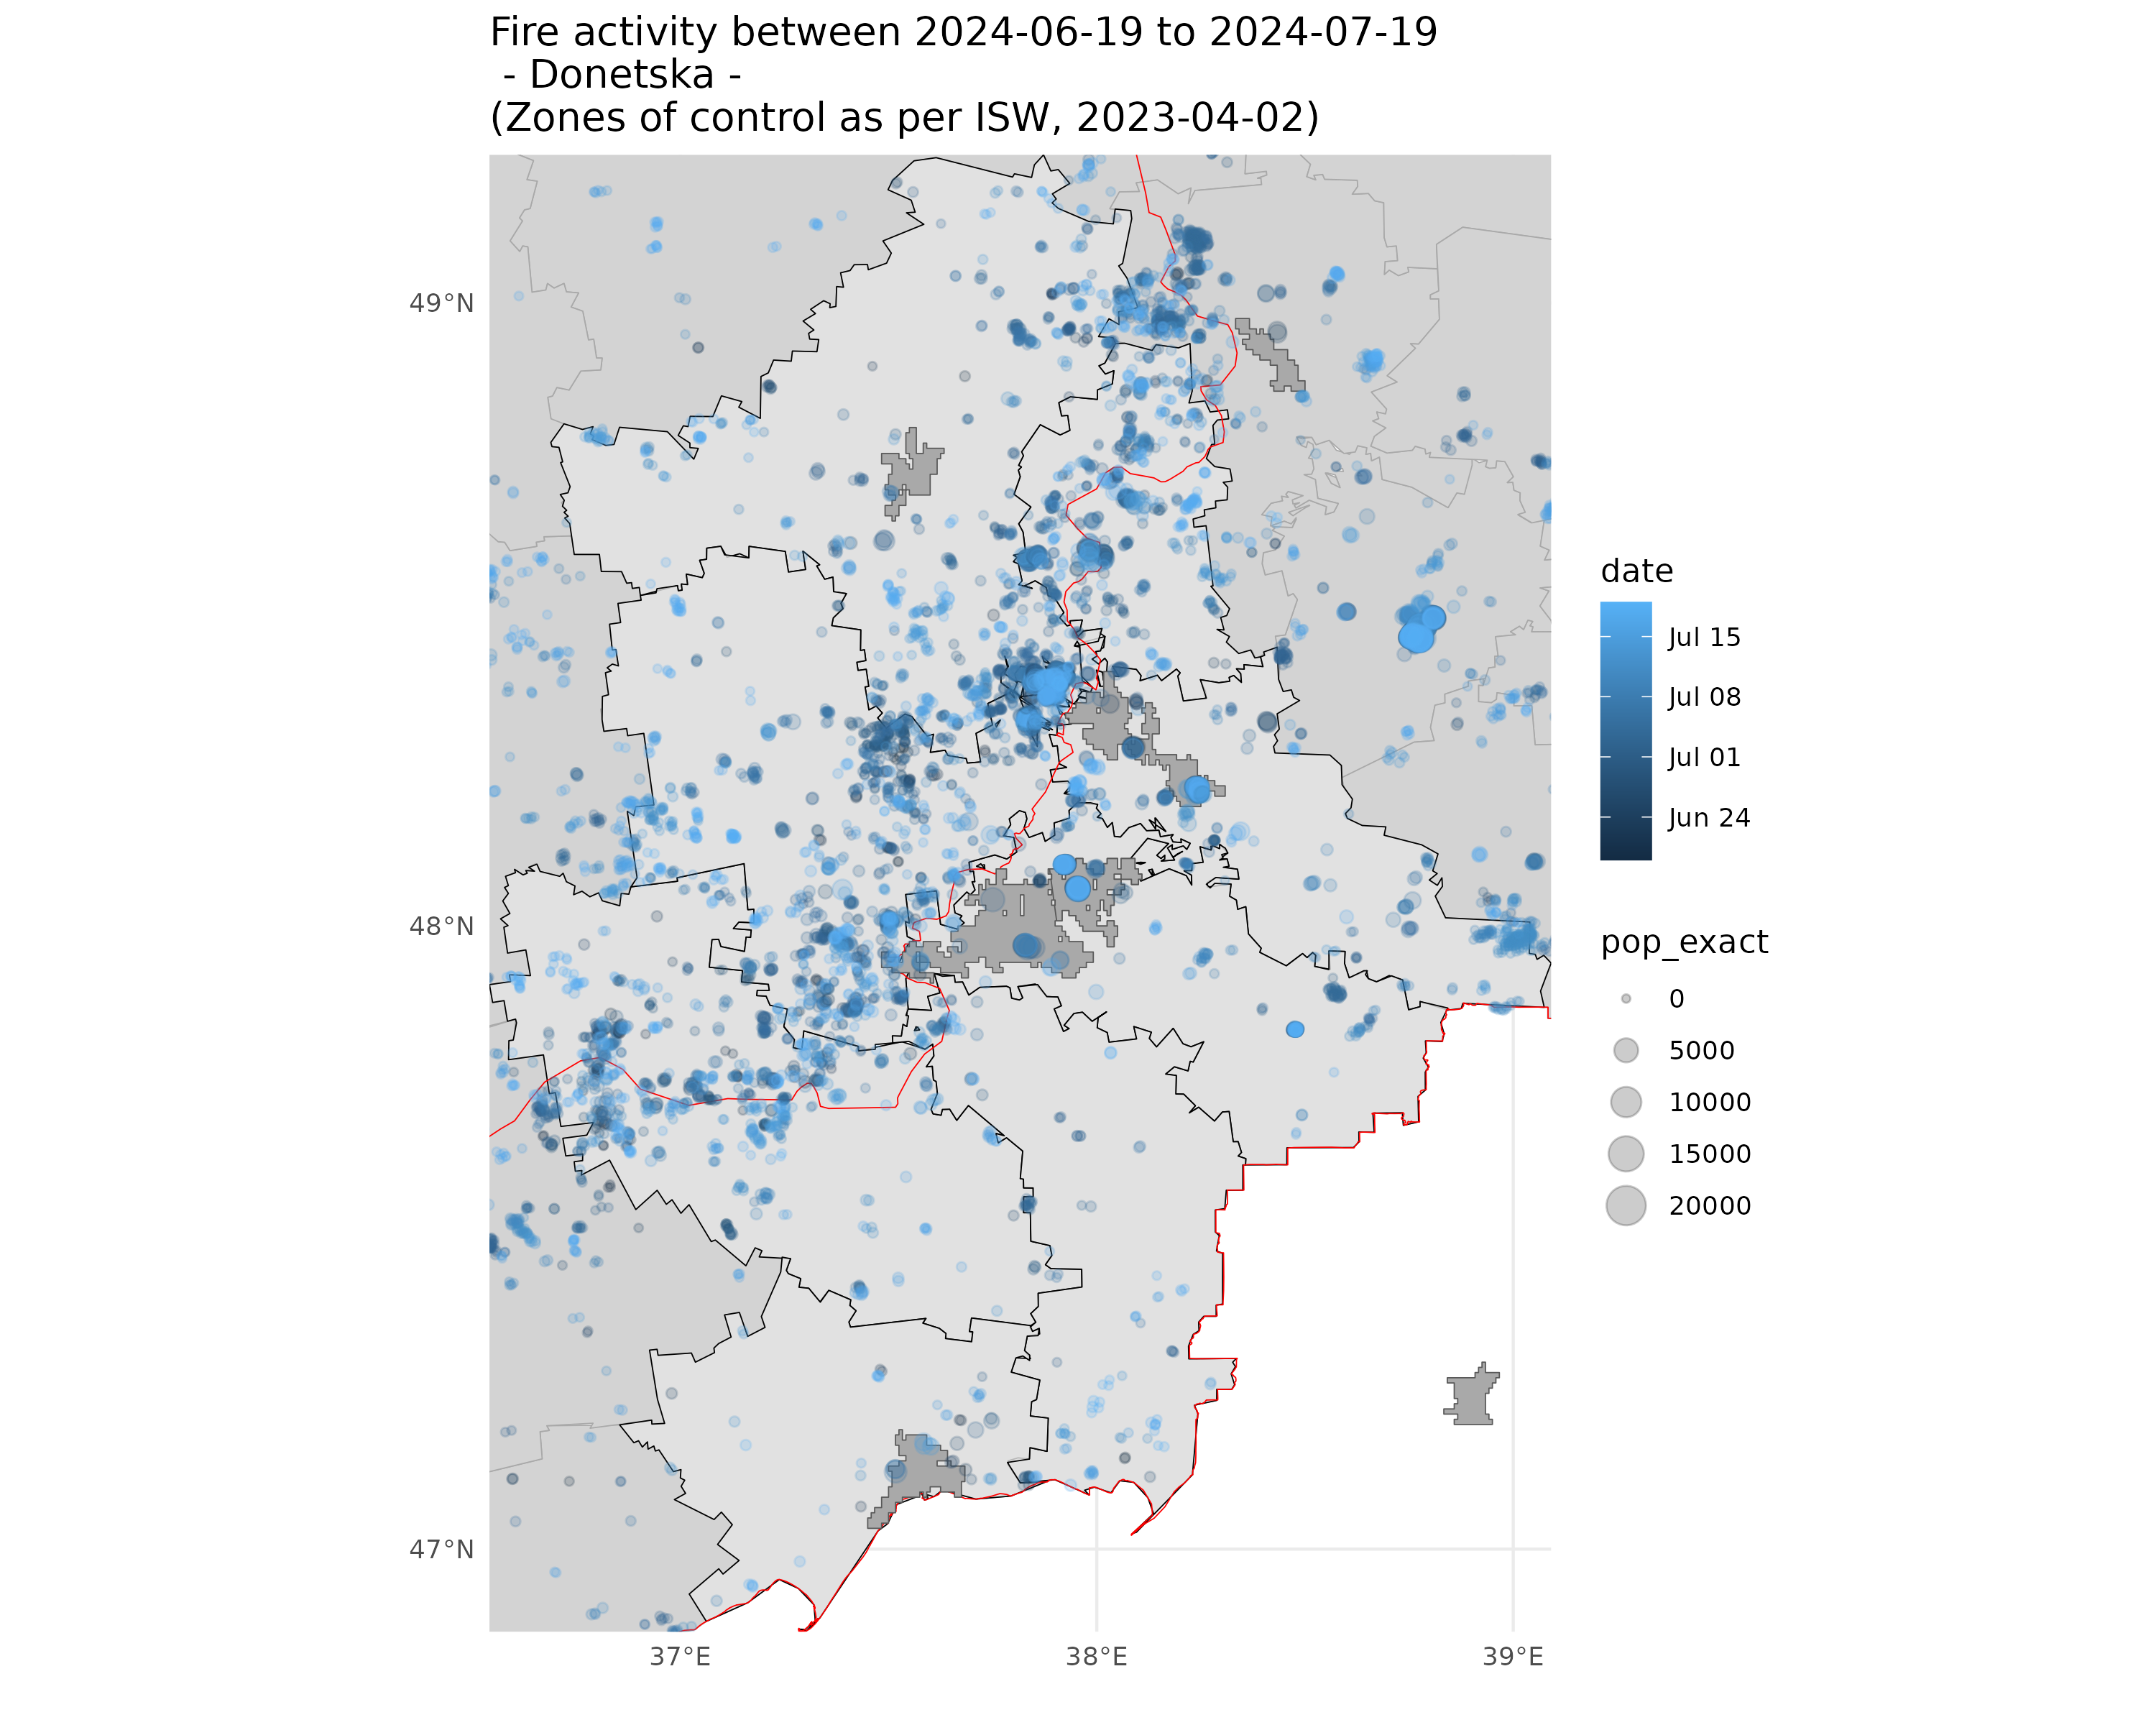 Fire activity between 2024-06-19 to 2024-07-19
- Donetska -
(Zones of control as per ISW, 2023-04-02)
49°N
48°N
47°N
37°E
38°E
39°E
date
Jul 15
Jul 08
Jul 01
Jun 24
pop_exact
0
5000
10000
15000
20000